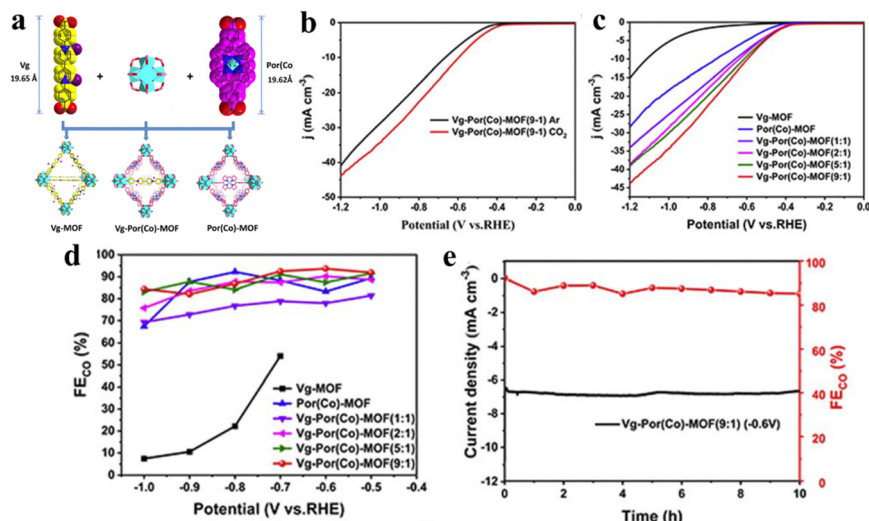 a
Vg
19.65 Å
+
+
Por(Co
19.62Å
Vg-MOF
Vg-Por(Co)-MOF
Por(Co)-MOF
b
j (mA cm⁻³)
0
-10
-20
-30
-40
-50
Vg-Por(Co)-MOF(9-1) Ar
Vg-Por(Co)-MOF(9-1) CO₂
-1.2 -1.0 -0.8 -0.6 -0.4 -0.2 0.0
Potential (V vs.RHE)
c
j (mA cm⁻³)
0
-5
-10
-15
-20
-25
-30
-35
-40
-45
Vg-MOF
Por(Co)-MOF
Vg-Por(Co)-MOF(1:1)
Vg-Por(Co)-MOF(2:1)
Vg-Por(Co)-MOF(5:1)
Vg-Por(Co)-MOF(9:1)
-1.2 -1.0 -0.8 -0.6 -0.4 -0.2 0.0
Potential (V vs.RHE)
d
FE_CO (%)
100
90
80
70
60
50
40
30
20
10
0
Vg-MOF
Por(Co)-MOF
Vg-Por(Co)-MOF(1:1)
Vg-Por(Co)-MOF(2:1)
Vg-Por(Co)-MOF(5:1)
Vg-Por(Co)-MOF(9:1)
-1.0 -0.9 -0.8 -0.7 -0.6 -0.5
Potential (V vs.RHE)
e
Current density (mA cm⁻³)
0
-2
-4
-6
-8
-10
-12
Vg-Por(Co)-MOF(9:1) (-0.6V)
100
80
60
40
20
0
FE_CO (%)
0 2 4 6 8 10
Time (h)